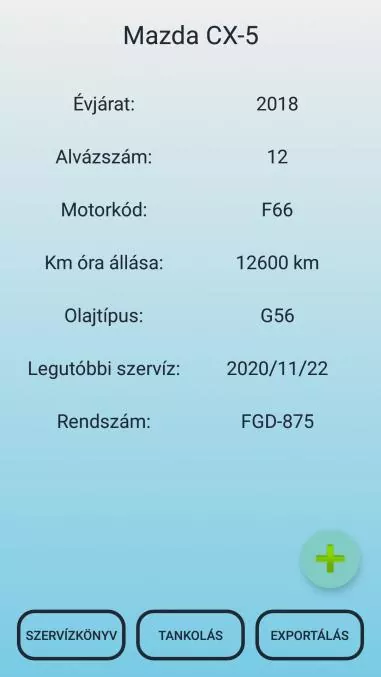 Mazda CX-5
Évjárat: 2018
Alvázszám: 12
Motorkód: F66
Km óra állása: 12600 km
Olajtípus: G56
Legutóbbi szervíz: 2020/11/22
Rendszám: FGD-875
SZERVÍZKÖNYV TANKOLÁS EXPORTÁLÁS